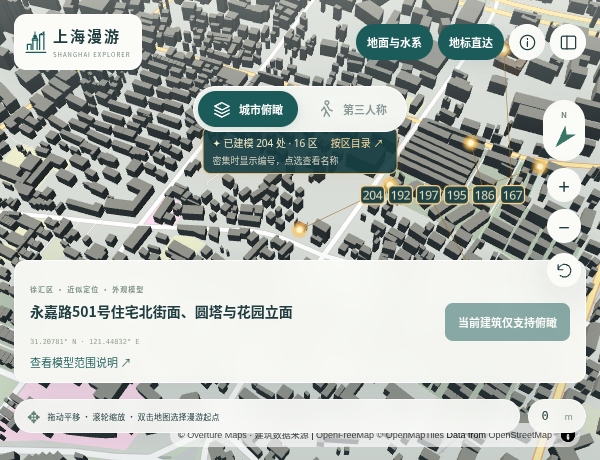 上海漫游
SHANGHAI EXPLORER
地面与水系
地标直达
城市俯瞰
第三人称
N
✦ 已建模 204 处 · 16 区 按区目录 ↗
密集时显示编号，点选查看名称
204 192 197 195 186 167
+
−
徐汇区 · 近似定位 · 外观模型
永嘉路501号住宅北街面、圆塔与花园立面
31.20781° N · 121.44832° E
查看模型范围说明 ↗
当前建筑仅支持俯瞰
拖动平移 · 滚轮缩放 · 双击地图选择漫游起点
0 m
© Overture Maps · 建筑数据来源 | OpenFreeMap © OpenMapTiles Data from OpenStreetMap